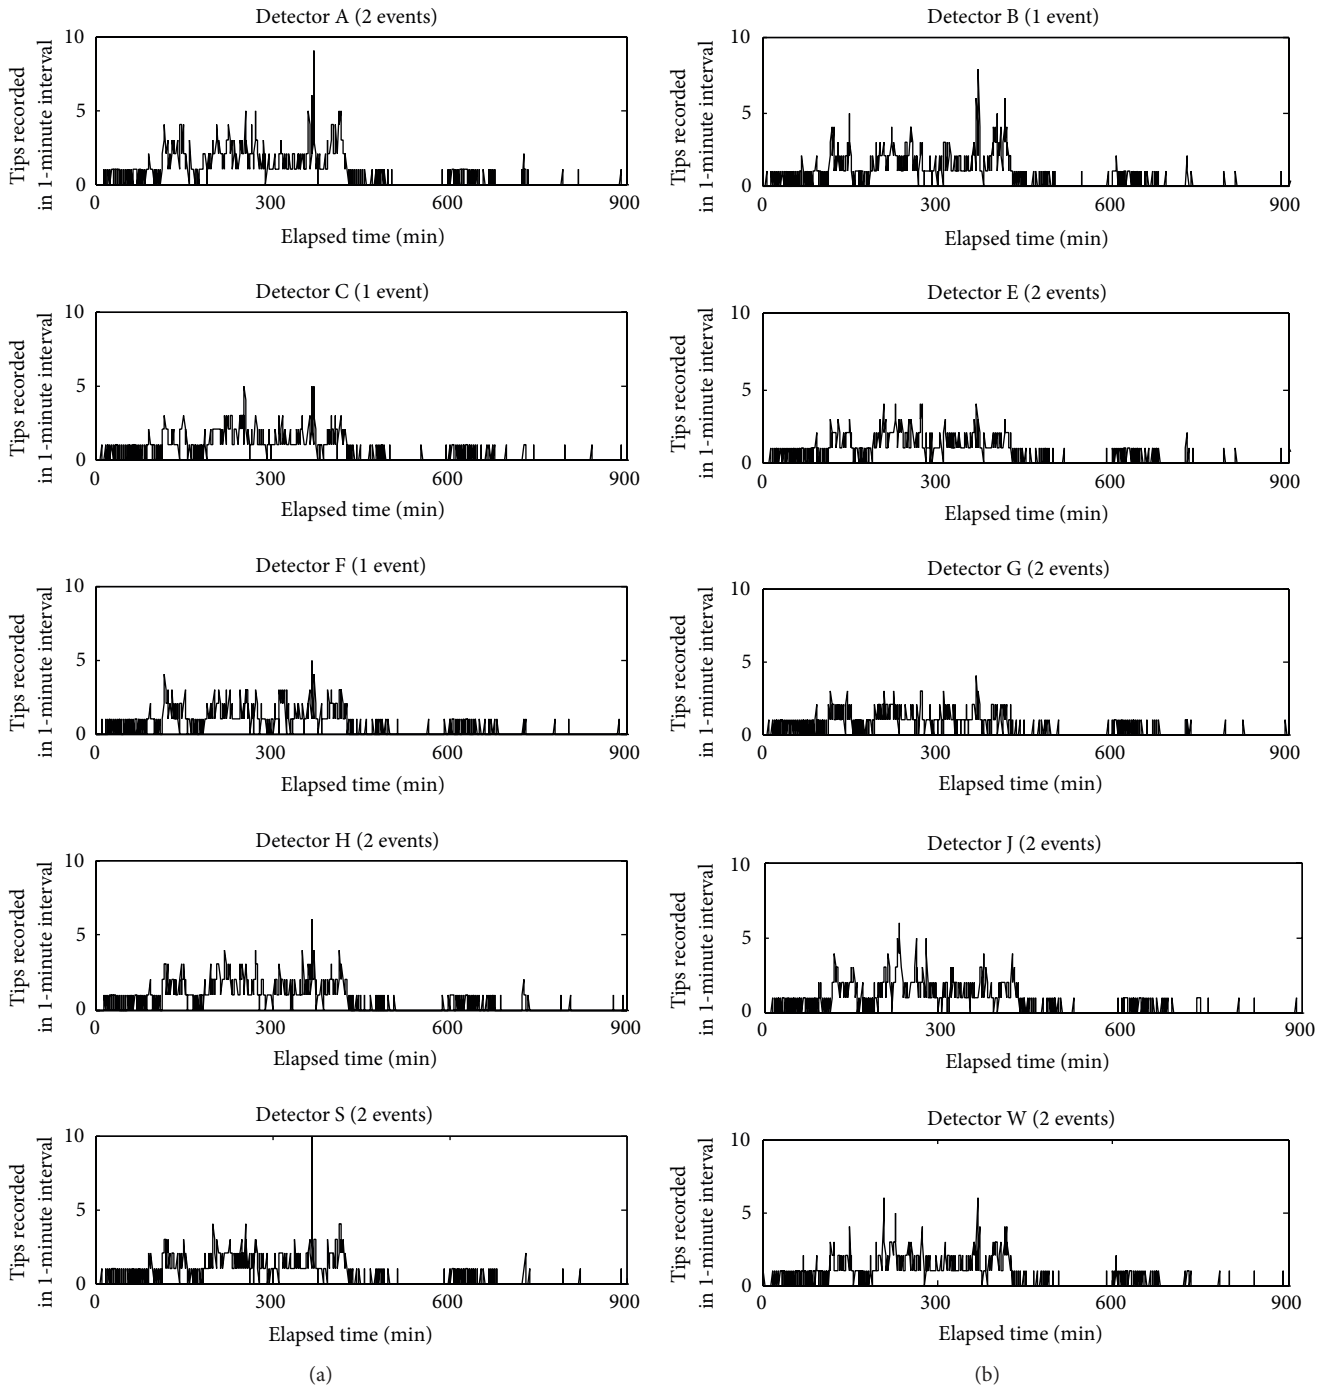 Detector A (2 events)
Tips recorded
in 1-minute interval
10
5
0
0 300 600 900
Elapsed time (min)
Detector B (1 event)
Tips recorded
in 1-minute interval
10
5
0
0 300 600 900
Elapsed time (min)
Detector C (1 event)
Tips recorded
in 1-minute interval
10
5
0
0 300 600 900
Elapsed time (min)
Detector E (2 events)
Tips recorded
in 1-minute interval
10
5
0
0 300 600 900
Elapsed time (min)
Detector F (1 event)
Tips recorded
in 1-minute interval
10
5
0
0 300 600 900
Elapsed time (min)
Detector G (2 events)
Tips recorded
in 1-minute interval
10
5
0
0 300 600 900
Elapsed time (min)
Detector H (2 events)
Tips recorded
in 1-minute interval
10
5
0
0 300 600 900
Elapsed time (min)
Detector J (2 events)
Tips recorded
in 1-minute interval
10
5
0
0 300 600 900
Elapsed time (min)
Detector S (2 events)
Tips recorded
in 1-minute interval
10
5
0
0 300 600 900
Elapsed time (min)
(a)
Detector W (2 events)
Tips recorded
in 1-minute interval
10
5
0
0 300 600 900
Elapsed time (min)
(b)